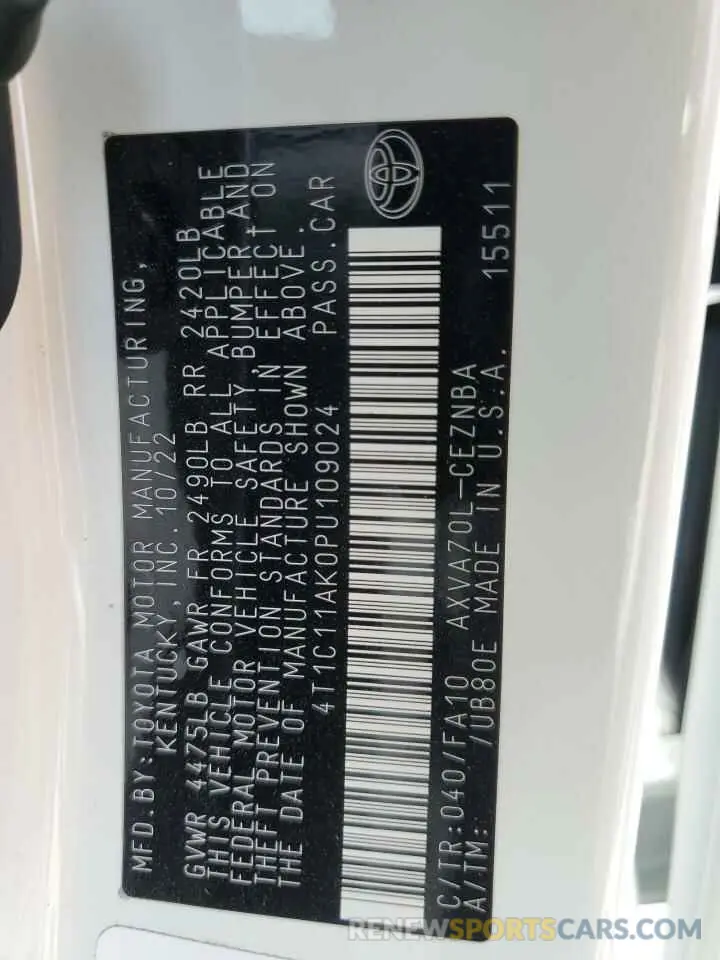 MFD.BY:TOYOTA MOTOR MANUFACTURING,
KENTUCKY, INC. 10/22
GVWR 4475LB GAWR FR 2490LB RR 2420LB
THIS VEHICLE CONFORMS TO ALL APPLICABLE
FEDERAL MOTOR VEHICLE SAFETY, BUMPER, AND
THEFT PREVENTION STANDARDS IN EFFECT ON
THE DATE OF MANUFACTURE SHOWN ABOVE.
4T1C11AK0PU109024 PASS.CAR
C/TR:040/FA10 AXVA70L-CEZNBA 15511
A/TM: /UB80E MADE IN U.S.A.
RENEWSPORTSCARS.COM